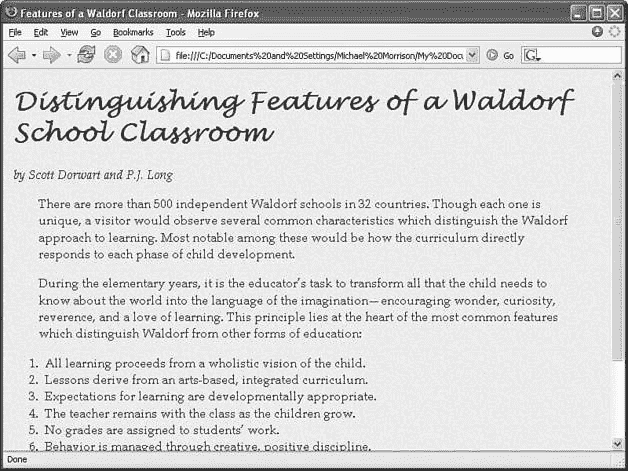 Features of a Waldorf Classroom - Mozilla Firefox
File Edit View Go Bookmarks Tools Help
file:///C:/Documents%20and%20Settings/Michael%20Morrison/My%20Docu Go G
Distinguishing Features of a Waldorf
School Classroom
by Scott Dorwart and P.J. Long
There are more than 500 independent Waldorf schools in 32 countries. Though each one is
unique, a visitor would observe several common characteristics which distinguish the Waldorf
approach to learning. Most notable among these would be how the curriculum directly
responds to each phase of child development.
During the elementary years, it is the educator's task to transform all that the child needs to
know about the world into the language of the imagination—encouraging wonder, curiosity,
reverence, and a love of learning. This principle lies at the heart of the most common features
which distinguish Waldorf from other forms of education:
1. All learning proceeds from a wholistic vision of the child.
2. Lessons derive from an arts-based, integrated curriculum.
3. Expectations for learning are developmentally appropriate.
4. The teacher remains with the class as the children grow.
5. No grades are assigned to students' work.
6. Behavior is managed through creative, positive discipline.
Done